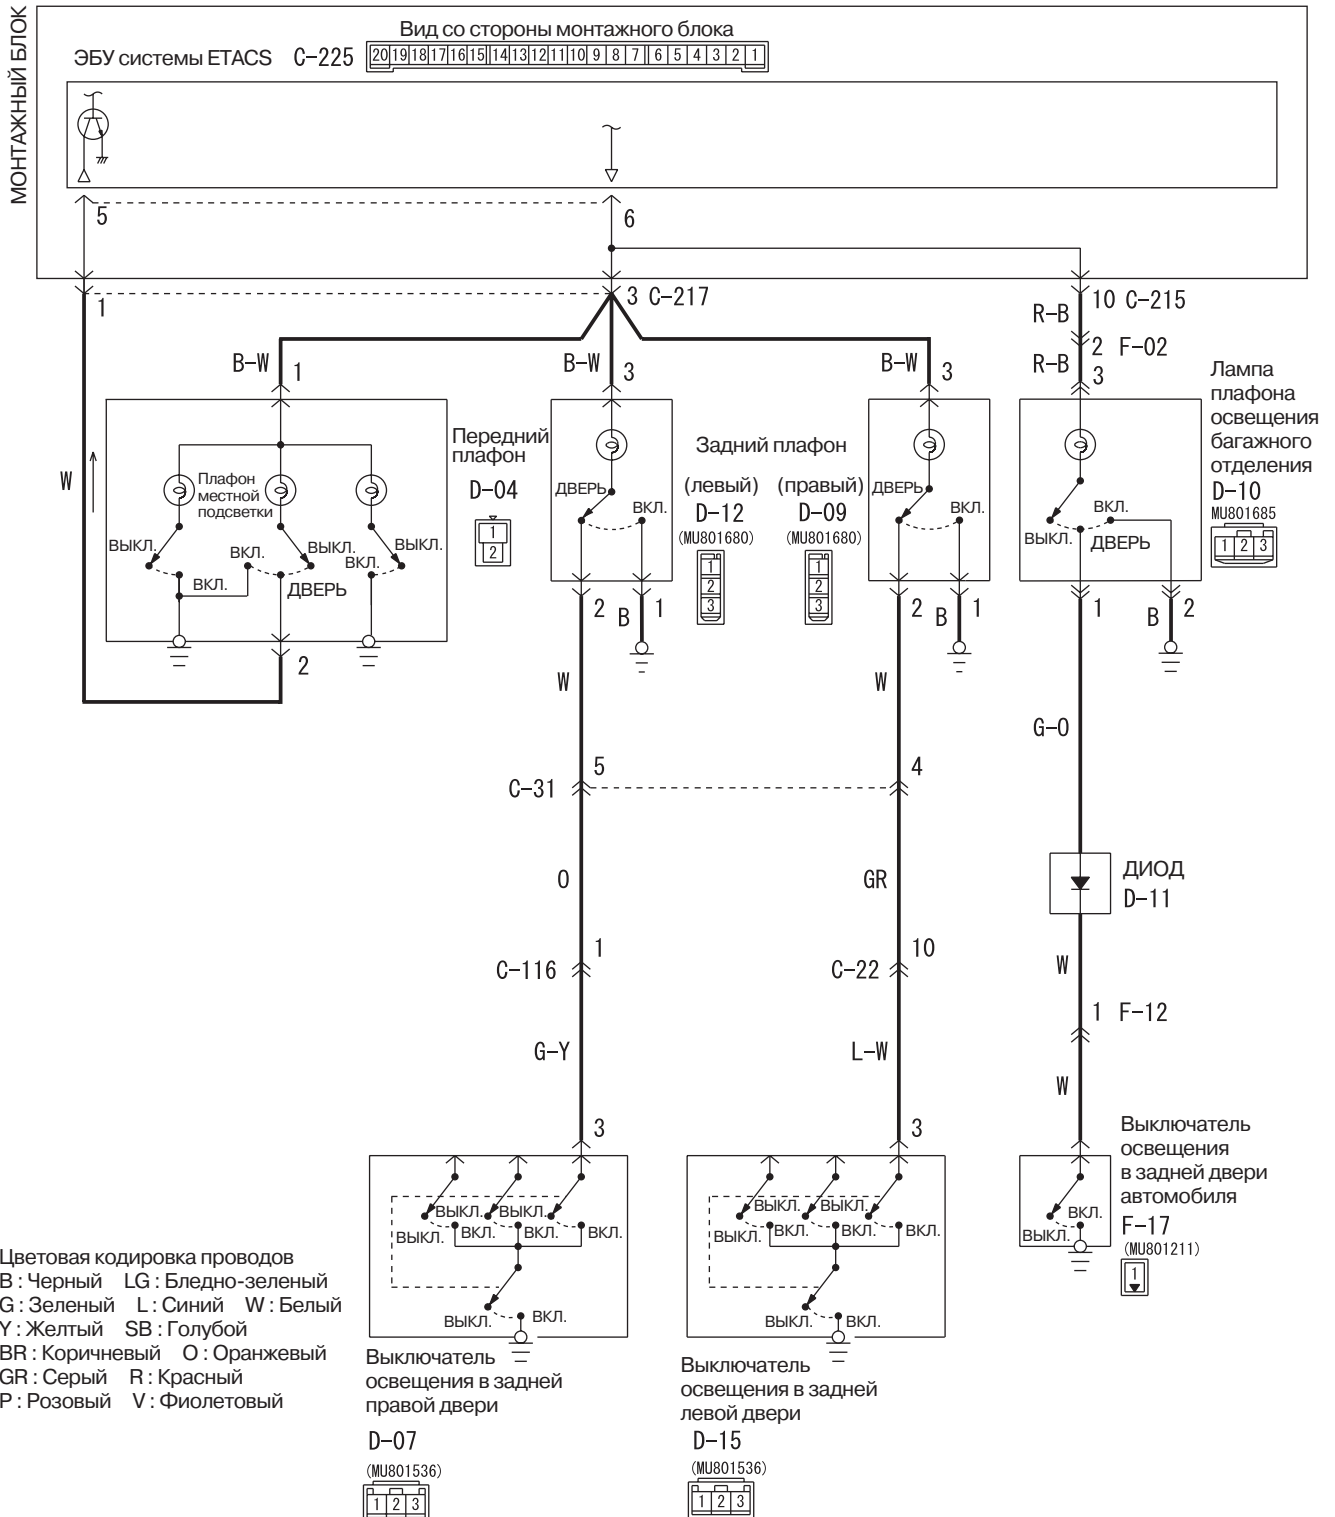 МОНТАЖНЫЙ БЛОК
Вид со стороны монтажного блока
ЭБУ системы ETACS C-225 20 19 18 17 16 15 14 13 12 11 10 9 8 7 6 5 4 3 2 1
5
6
1
3 C-217
10 C-215
R-B
2 F-02
R-B
3
B-W
1
B-W
3
B-W
3
Лампа
плафона
освещения
багажного
отделения
D-10
MU801685
1 2 3
W
Плафон
местной
подсветки
ВЫКЛ.
ВКЛ.
ВКЛ.
ВЫКЛ.
ДВЕРЬ
ВЫКЛ.
ВКЛ.
2
Передний
плафон
D-04
1
2
ДВЕРЬ
ВКЛ.
2
B
1
Задний плафон
(левый) (правый)
D-12 D-09
(MU801680) (MU801680)
1 1
2 2
3 3
ДВЕРЬ
ВКЛ.
2
B
1
ВЫКЛ.
ДВЕРЬ
ВКЛ.
1
B
2
W
W
G-O
5
4
C-31
O
GR
ДИОД
D-11
1
C-116
10
C-22
W
1 F-12
G-Y
L-W
W
3
3
Выключатель
освещения
в задней двери
автомобиля
F-17
(MU801211)
1
ВЫКЛ.
ВКЛ.
ВЫКЛ. ВЫКЛ.
ВЫКЛ. ВКЛ. ВКЛ. ВКЛ.
ВЫКЛ. ВКЛ.
ВЫКЛ. ВЫКЛ.
ВЫКЛ. ВКЛ. ВКЛ. ВКЛ.
ВЫКЛ. ВКЛ.
Цветовая кодировка проводов
B : Черный LG : Бледно-зеленый
G : Зеленый L : Синий W : Белый
Y : Желтый SB : Голубой
BR : Коричневый O : Оранжевый
GR : Серый R : Красный
P : Розовый V : Фиолетовый
Выключатель
освещения в задней
правой двери
D-07
(MU801536)
1 2 3
Выключатель
освещения в задней
левой двери
D-15
(MU801536)
1 2 3